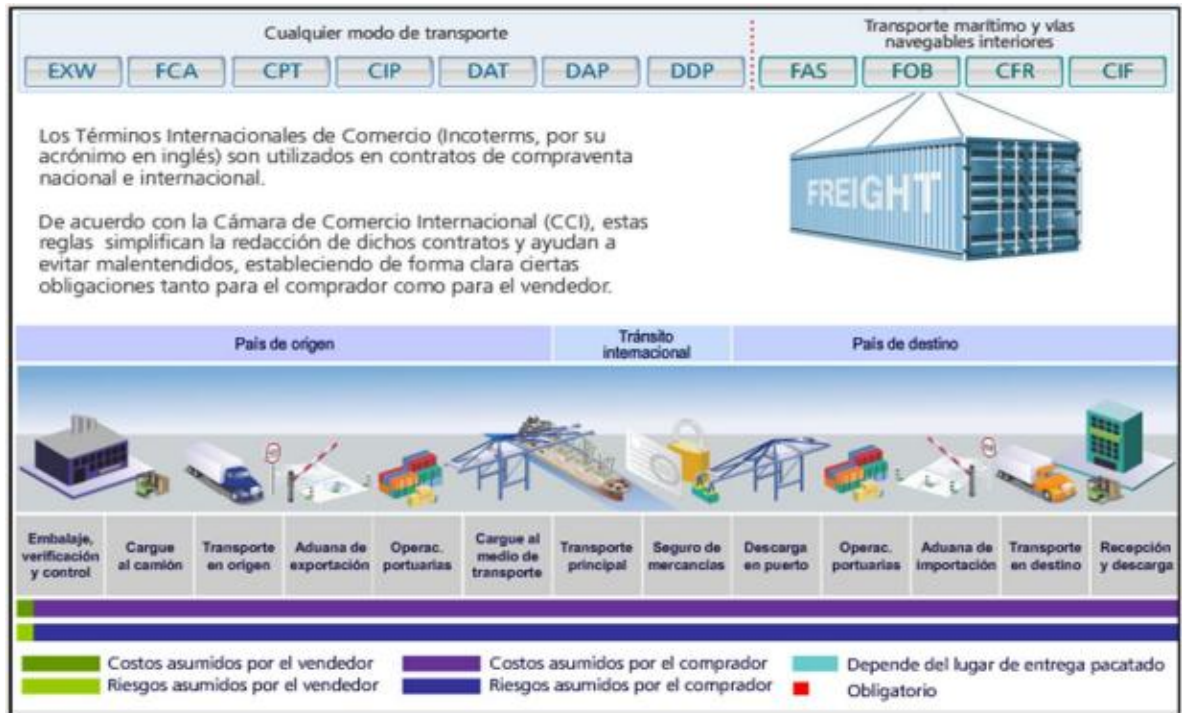 Cualquier modo de transporte
Transporte marítimo y vías
navegables interiores
EXW FCA CPT CIP DAT DAP DDP FAS FOB CFR CIF
Los Términos Internacionales de Comercio (Incoterms, por su
acrónimo en inglés) son utilizados en contratos de compraventa
nacional e internacional.
De acuerdo con la Cámara de Comercio Internacional (CCI), estas
reglas simplifican la redacción de dichos contratos y ayudan a
evitar malentendidos, estableciendo de forma clara ciertas
obligaciones tanto para el comprador como para el vendedor.
FREIGHT
País de origen
Tránsito
internacional
País de destino
Embalaje,
verificación
y control
Cargue
al camión
Transporte
en origen
Aduana de
exportación
Operac.
portuarias
Cargue al
medio de
transporte
Transporte
principal
Seguro de
mercancías
Descarga
en puerto
Operac.
portuarias
Aduana de
importación
Transporte
en destino
Recepción
y descarga
Costos asumidos por el vendedor
Costos asumidos por el comprador
Depende del lugar de entrega pacatado
Riesgos asumidos por el vendedor
Riesgos asumidos por el comprador
Obligatorio